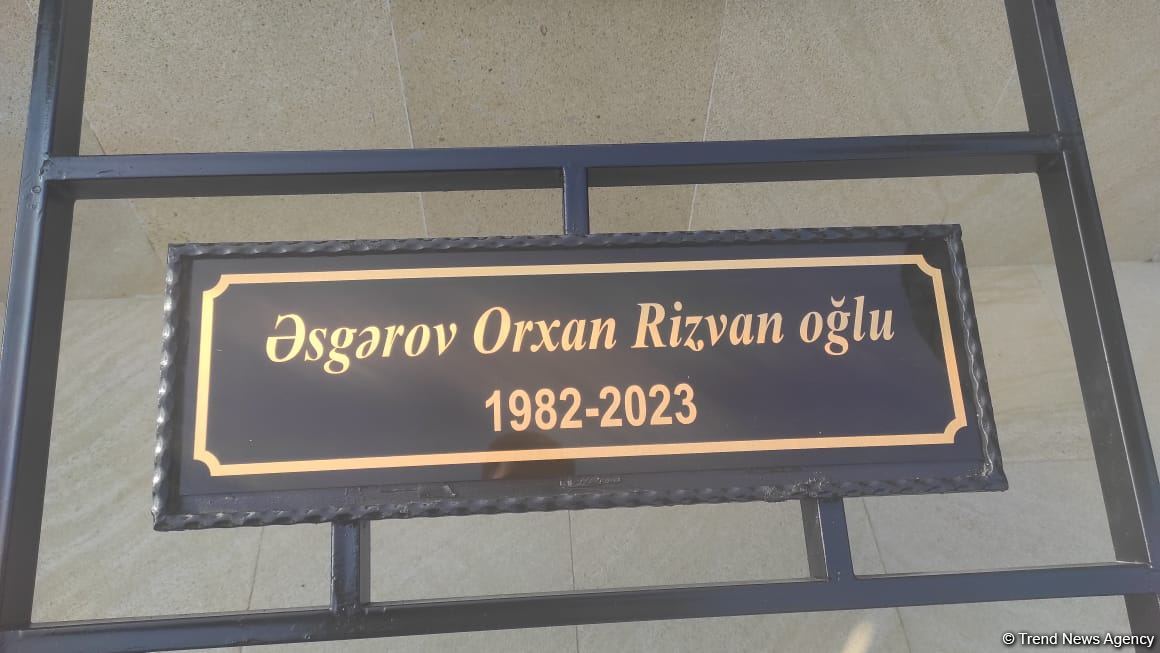 Əsgərov Orxan Rizvan oğlu
1982-2023
© Trend News Agency